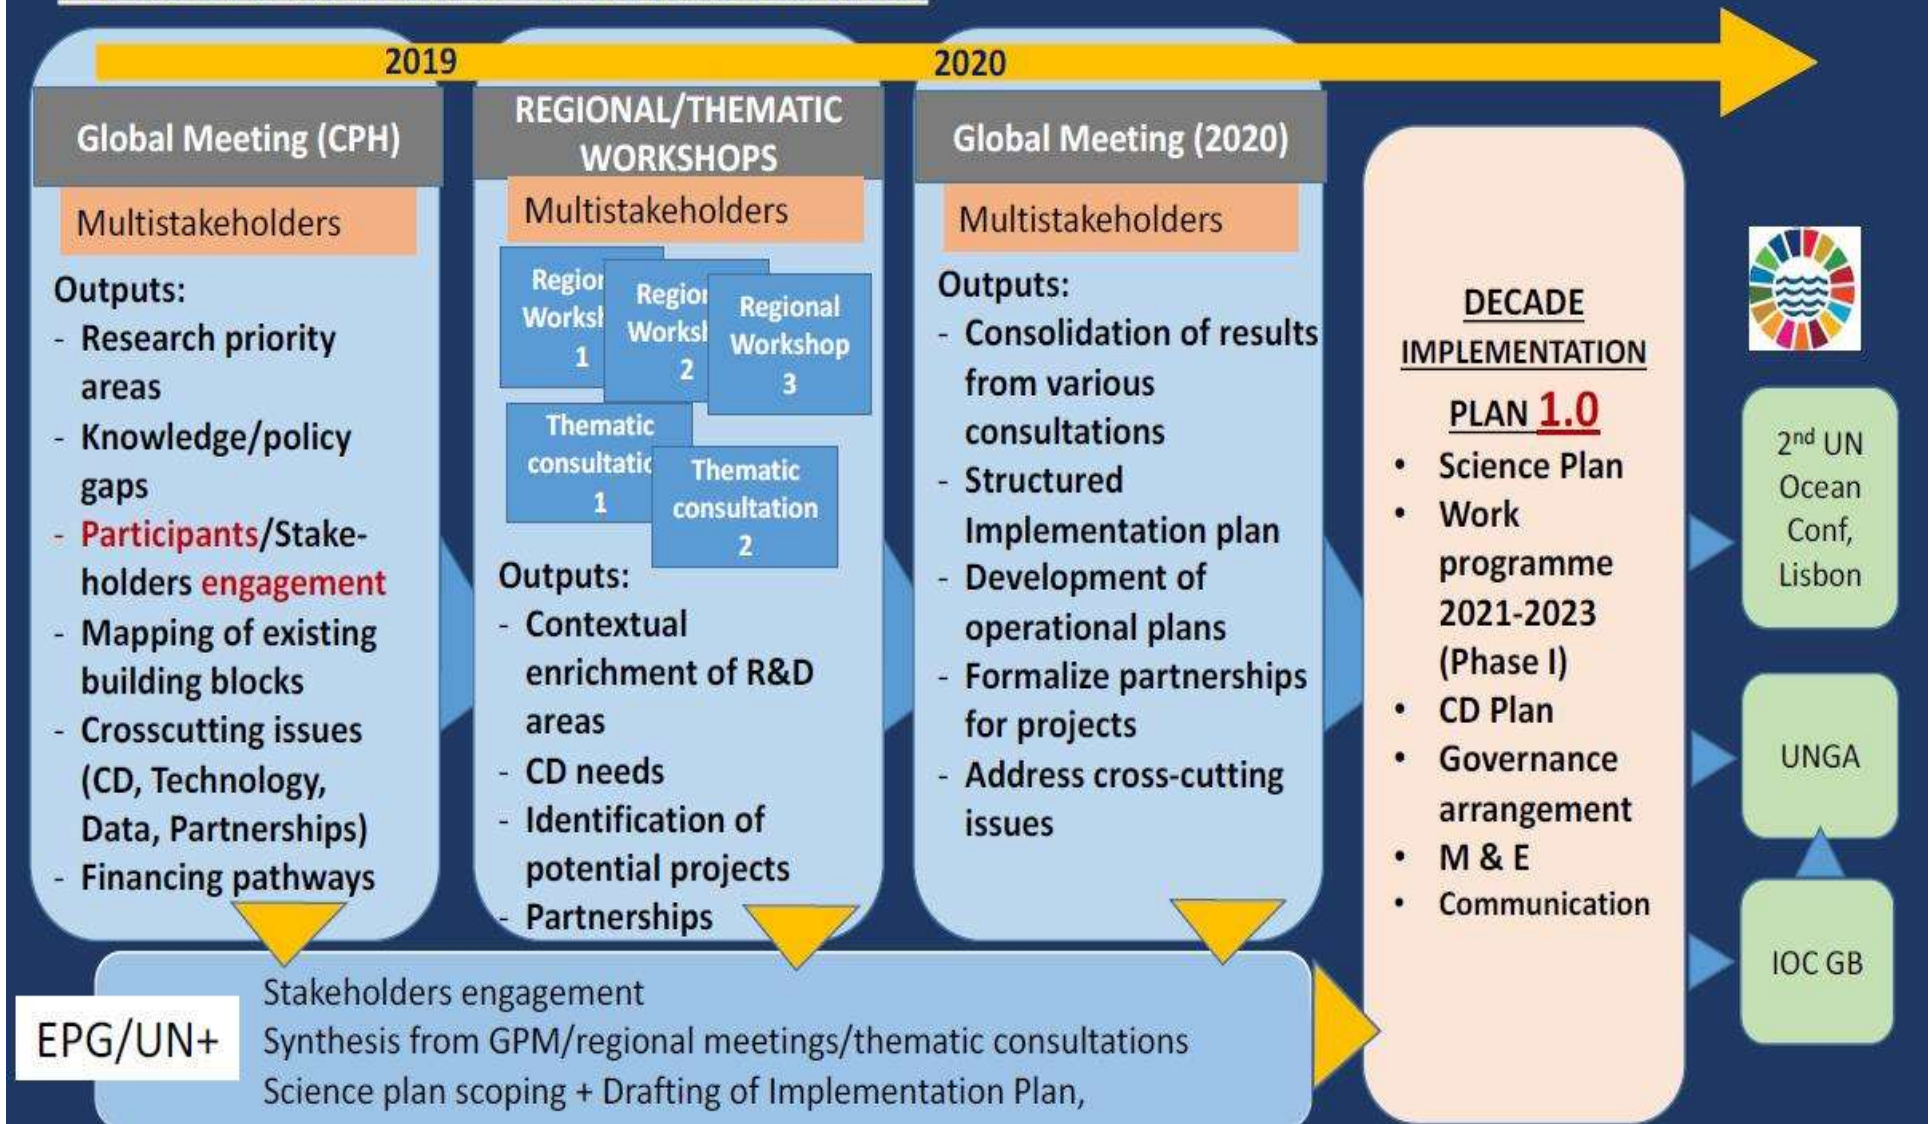 2019
2020
Global Meeting (CPH)
Multistakeholders
Outputs:
- Research priority
areas
- Knowledge/policy
gaps
- Participants/Stake-
holders engagement
- Mapping of existing
building blocks
- Crosscutting issues
(CD, Technology,
Data, Partnerships)
- Financing pathways
REGIONAL/THEMATIC
WORKSHOPS
Multistakeholders
1
2
Regional
Workshop
3
Thematic
1
Thematic
consultation
2
Outputs:
- Contextual
enrichment of R&D
areas
- CD needs
- Identification of
potential projects
- Partnerships
Global Meeting (2020)
Multistakeholders
Outputs:
- Consolidation of results
from various
consultations
- Structured
Implementation plan
- Development of
operational plans
- Formalize partnerships
for projects
- Address cross-cutting
issues
DECADE
IMPLEMENTATION
PLAN 1.0
• Science Plan
• Work
programme
2021-2023
(Phase I)
• CD Plan
• Governance
arrangement
• M & E
• Communication
2nd UN
Ocean
Conf,
Lisbon
UNGA
IOC GB
EPG/UN+
Stakeholders engagement
Synthesis from GPM/regional meetings/thematic consultations
Science plan scoping + Drafting of Implementation Plan,